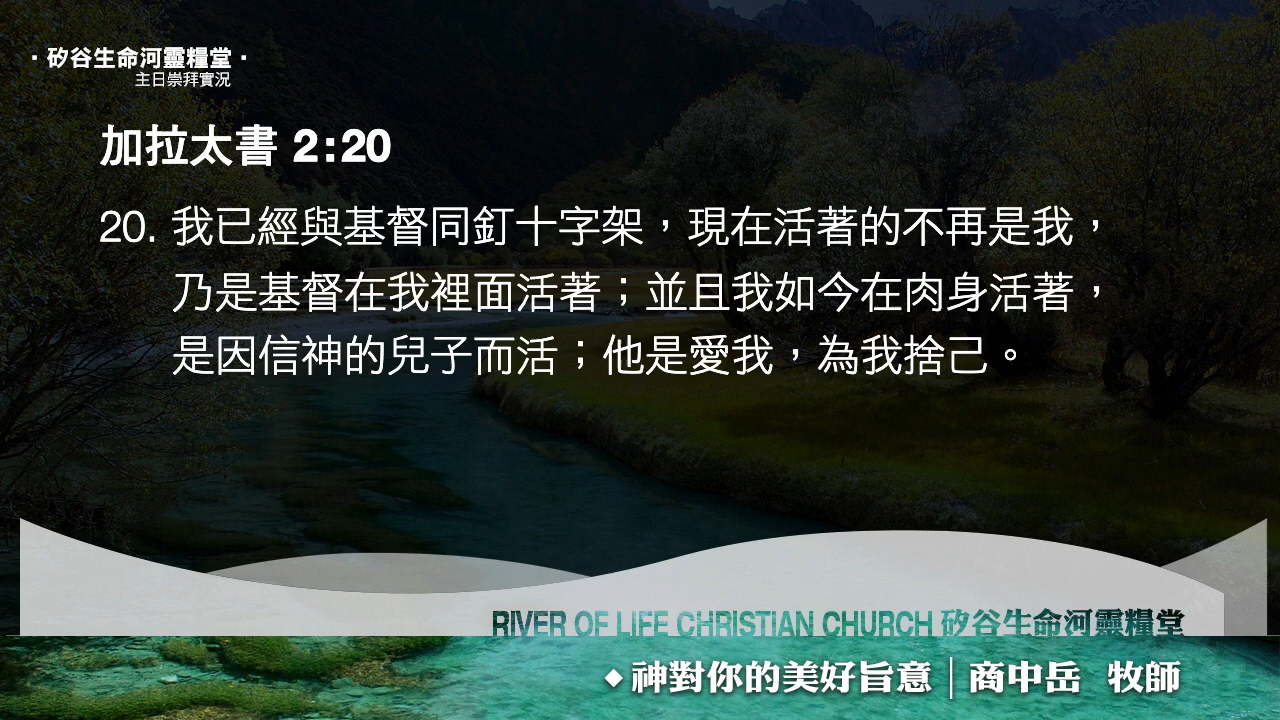 ·矽谷生命河靈糧堂·
主日崇拜實況
加拉太書 2:20
20. 我已經與基督同釘十字架，現在活著的不再是我，
乃是基督在我裡面活著；並且我如今在肉身活著，
是因信神的兒子而活；他是愛我，為我捨己。
RIVER OF LIFE CHRISTIAN CHURCH 矽谷生命河靈糧堂
◆神對你的美好旨意｜商中岳 牧師